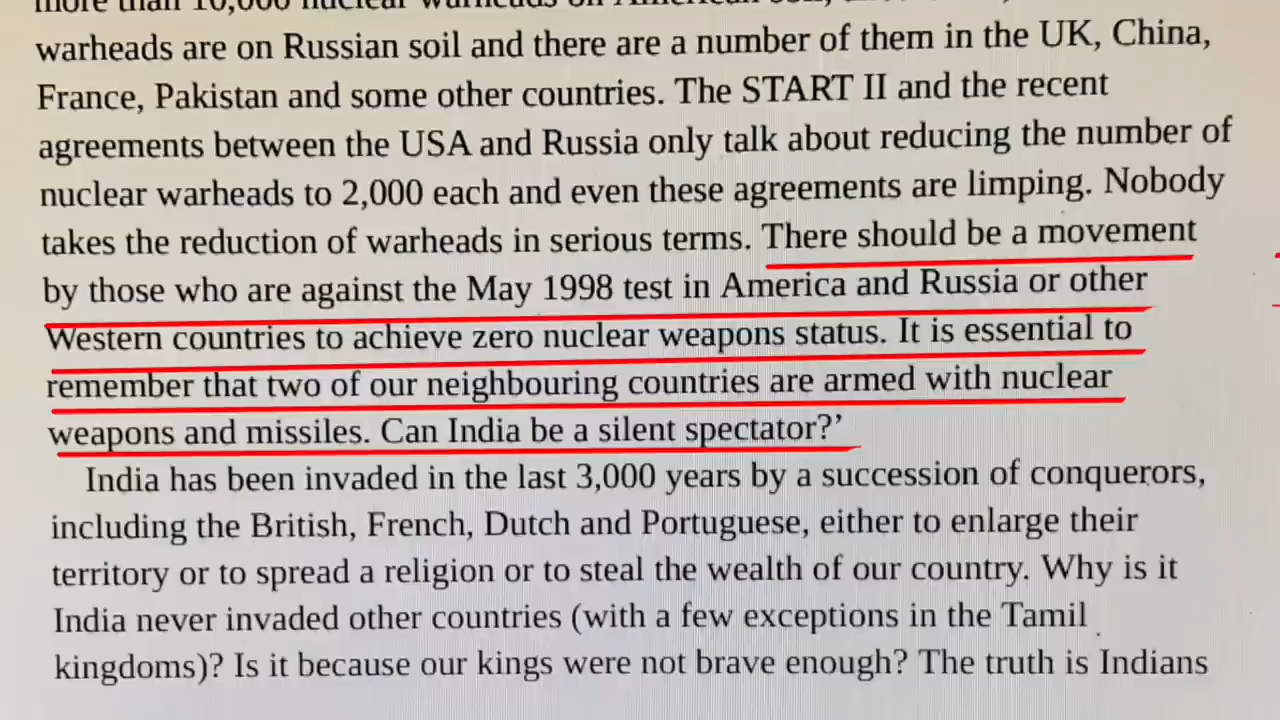 more than 10,000 nuclear warheads on American soil,
warheads are on Russian soil and there are a number of them in the UK, China,
France, Pakistan and some other countries. The START II and the recent
agreements between the USA and Russia only talk about reducing the number of
nuclear warheads to 2,000 each and even these agreements are limping. Nobody
takes the reduction of warheads in serious terms. There should be a movement
by those who are against the May 1998 test in America and Russia or other
Western countries to achieve zero nuclear weapons status. It is essential to
remember that two of our neighbouring countries are armed with nuclear
weapons and missiles. Can India be a silent spectator?’
India has been invaded in the last 3,000 years by a succession of conquerors,
including the British, French, Dutch and Portuguese, either to enlarge their
territory or to spread a religion or to steal the wealth of our country. Why is it
India never invaded other countries (with a few exceptions in the Tamil
kingdoms)? Is it because our kings were not brave enough? The truth is Indians